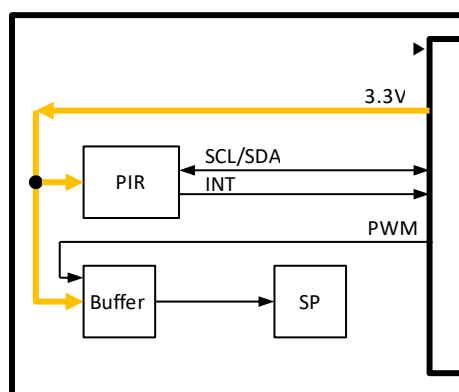 3.3V
SCL/SDA
PIR
INT
PWM
Buffer
SP